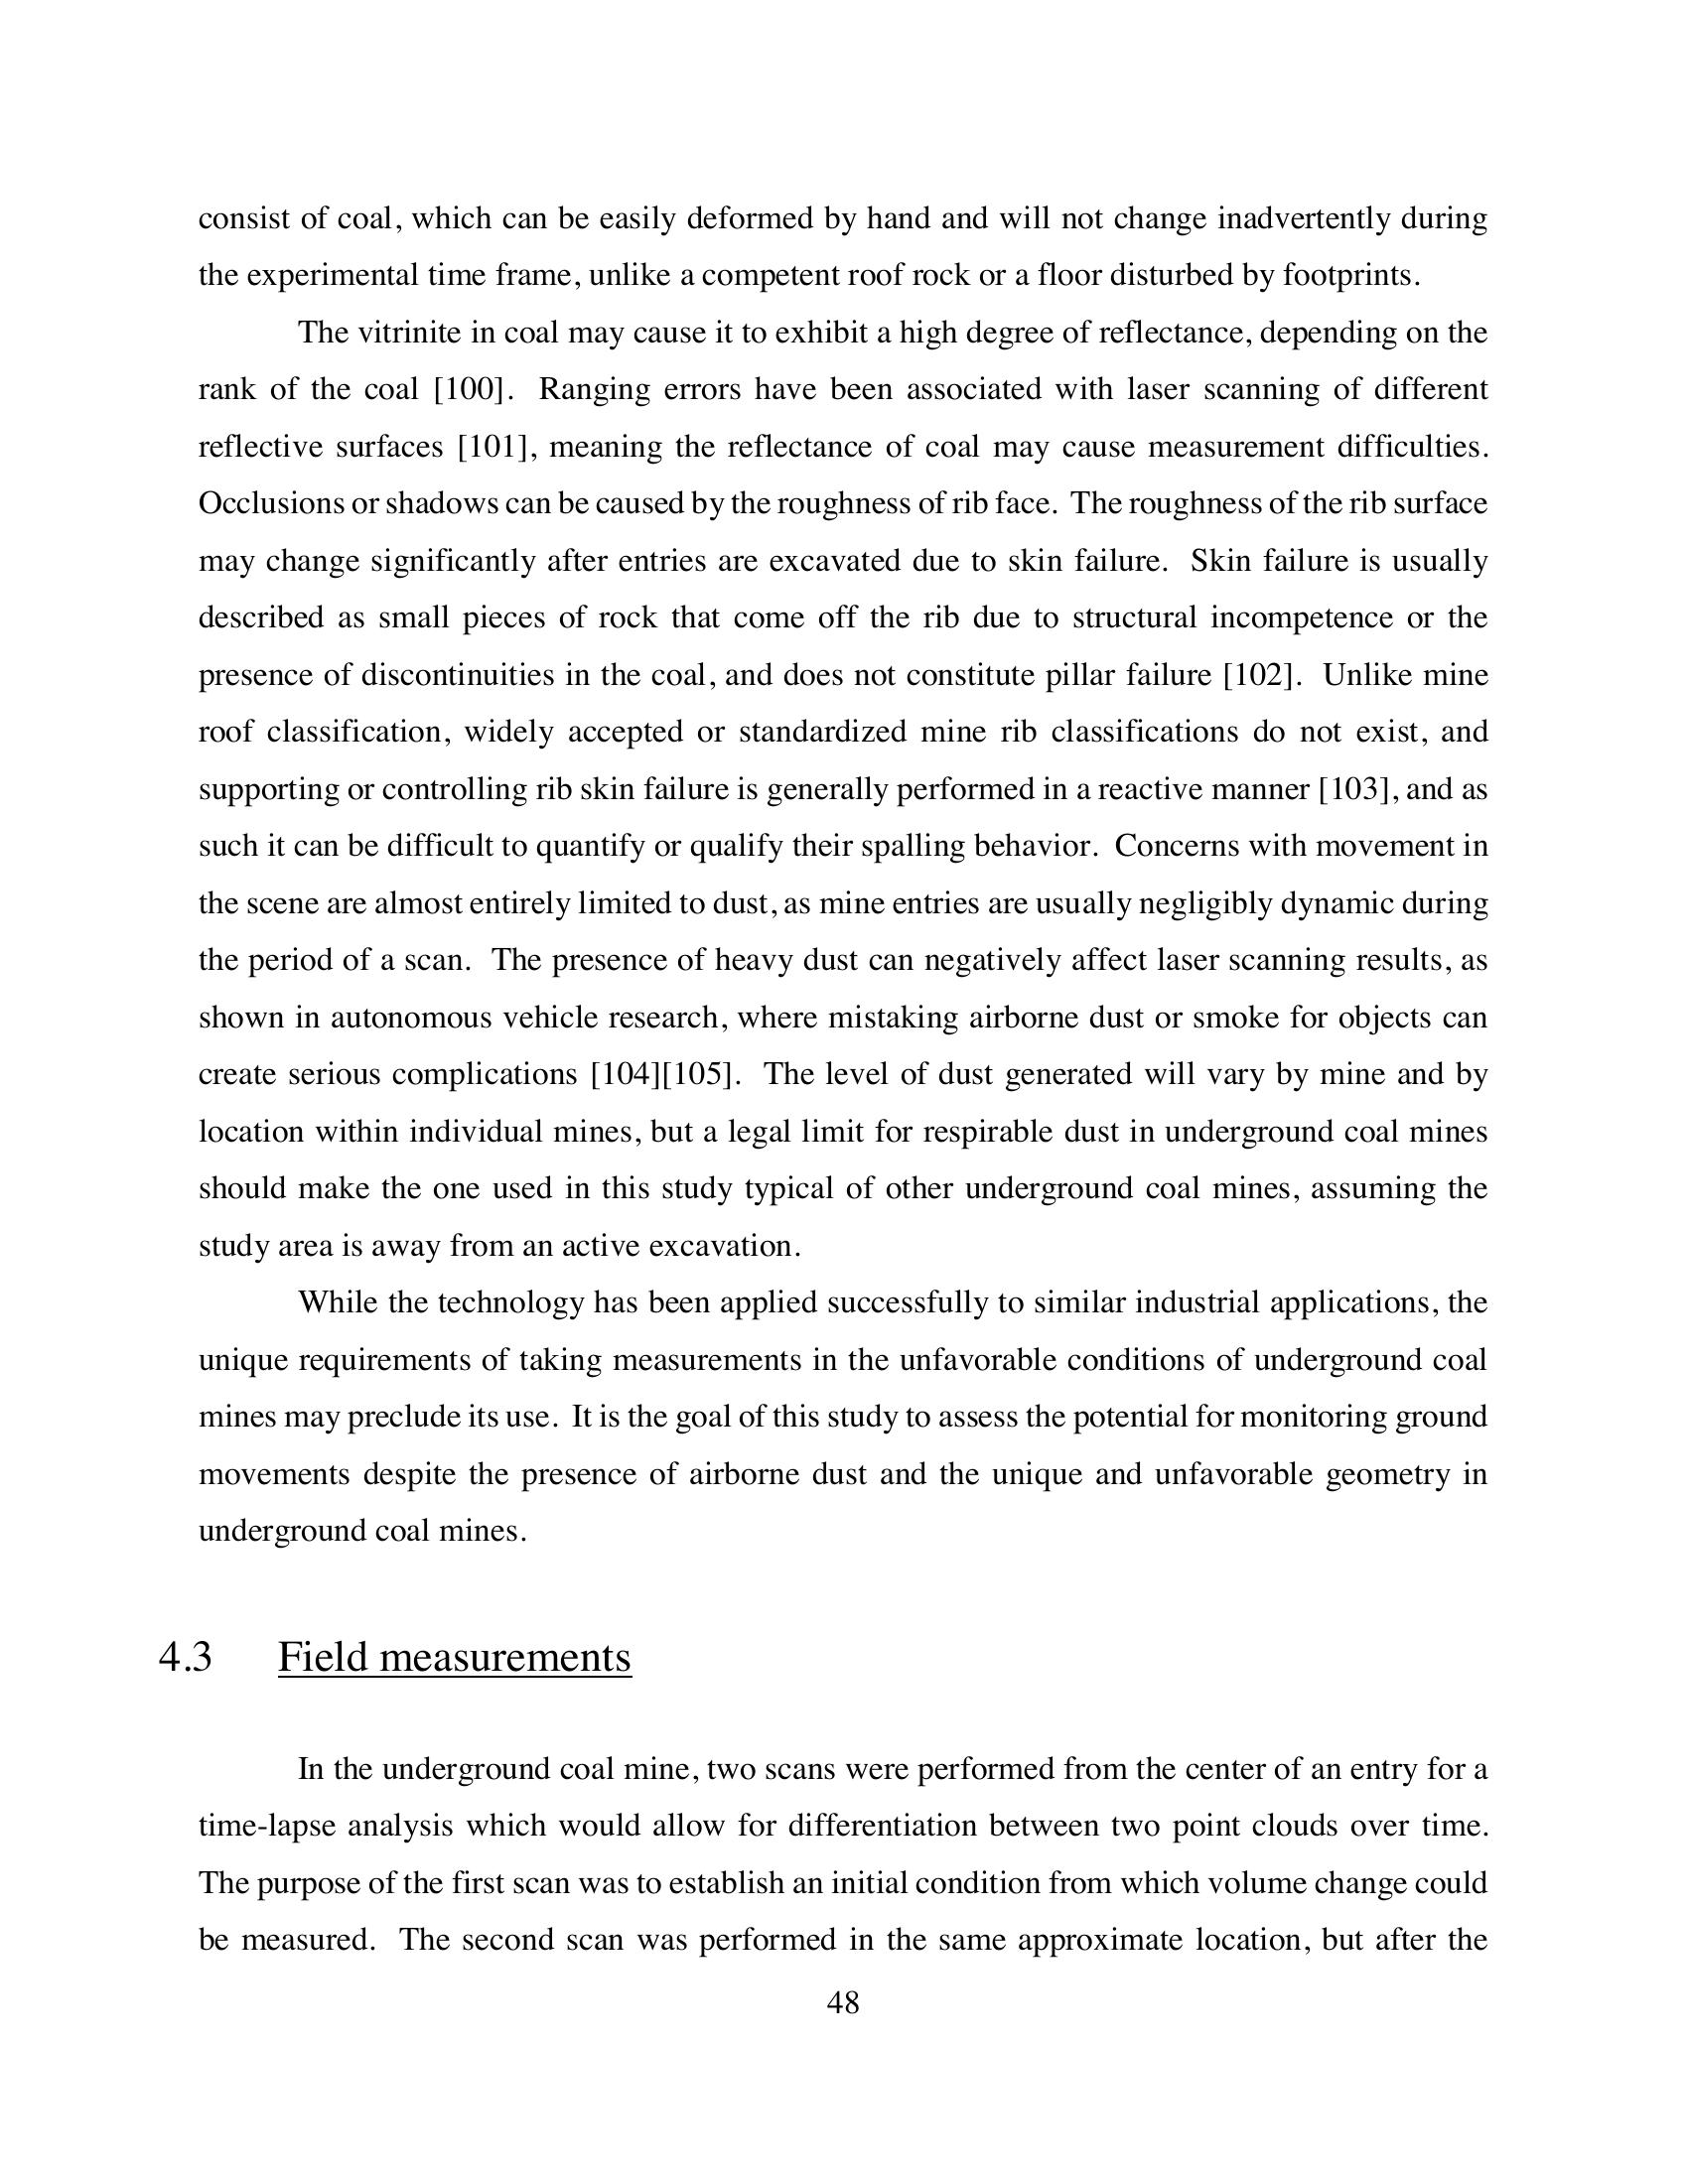 consist of coal, which can be easily deformed by hand and will not change inadvertently during
the experimental time frame, unlike a competent roof rock or a floor disturbed by footprints.
The vitrinite in coal may cause it to exhibit a high degree of reflectance, depending on the
rank of the coal [100].  Ranging errors have been associated with laser scanning of different
reflective surfaces [101], meaning the reflectance of coal may cause measurement difficulties.
Occlusions or shadows can be caused by the roughness of rib face.  The roughness of the rib surface
may change significantly after entries are excavated due to skin failure.  Skin failure is usually
described as small pieces of rock that come off the rib due to structural incompetence or the
presence of discontinuities in the coal, and does not constitute pillar failure [102].  Unlike mine
roof classification, widely accepted or standardized mine rib classifications do not exist, and
supporting or controlling rib skin failure is generally performed in a reactive manner [103], and as
such it can be difficult to quantify or qualify their spalling behavior.  Concerns with movement in
the scene are almost entirely limited to dust, as mine entries are usually negligibly dynamic during
the period of a scan.  The presence of heavy dust can negatively affect laser scanning results, as
shown in autonomous vehicle research, where mistaking airborne dust or smoke for objects can
create serious complications [104][105].  The level of dust generated will vary by mine and by
location within individual mines, but a legal limit for respirable dust in underground coal mines
should make the one used in this study typical of other underground coal mines, assuming the
study area is away from an active excavation.
While the technology has been applied successfully to similar industrial applications, the
unique requirements of taking measurements in the unfavorable conditions of underground coal
mines may preclude its use.  It is the goal of this study to assess the potential for monitoring ground
movements despite the presence of airborne dust and the unique and unfavorable geometry in
underground coal mines.
4.3 Field measurements
In the underground coal mine, two scans were performed from the center of an entry for a
time-lapse analysis which would allow for differentiation between two point clouds over time.
The purpose of the first scan was to establish an initial condition from which volume change could
be measured.  The second scan was performed in the same approximate location, but after the
48